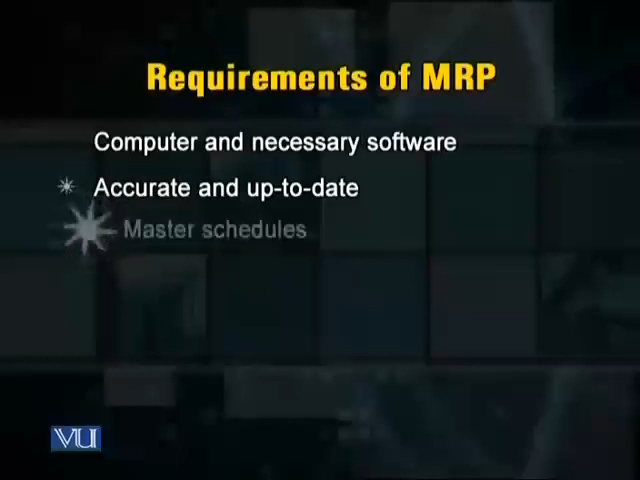 Requirements of MRP
Computer and necessary software
Accurate and up-to-date
Master schedules
VU